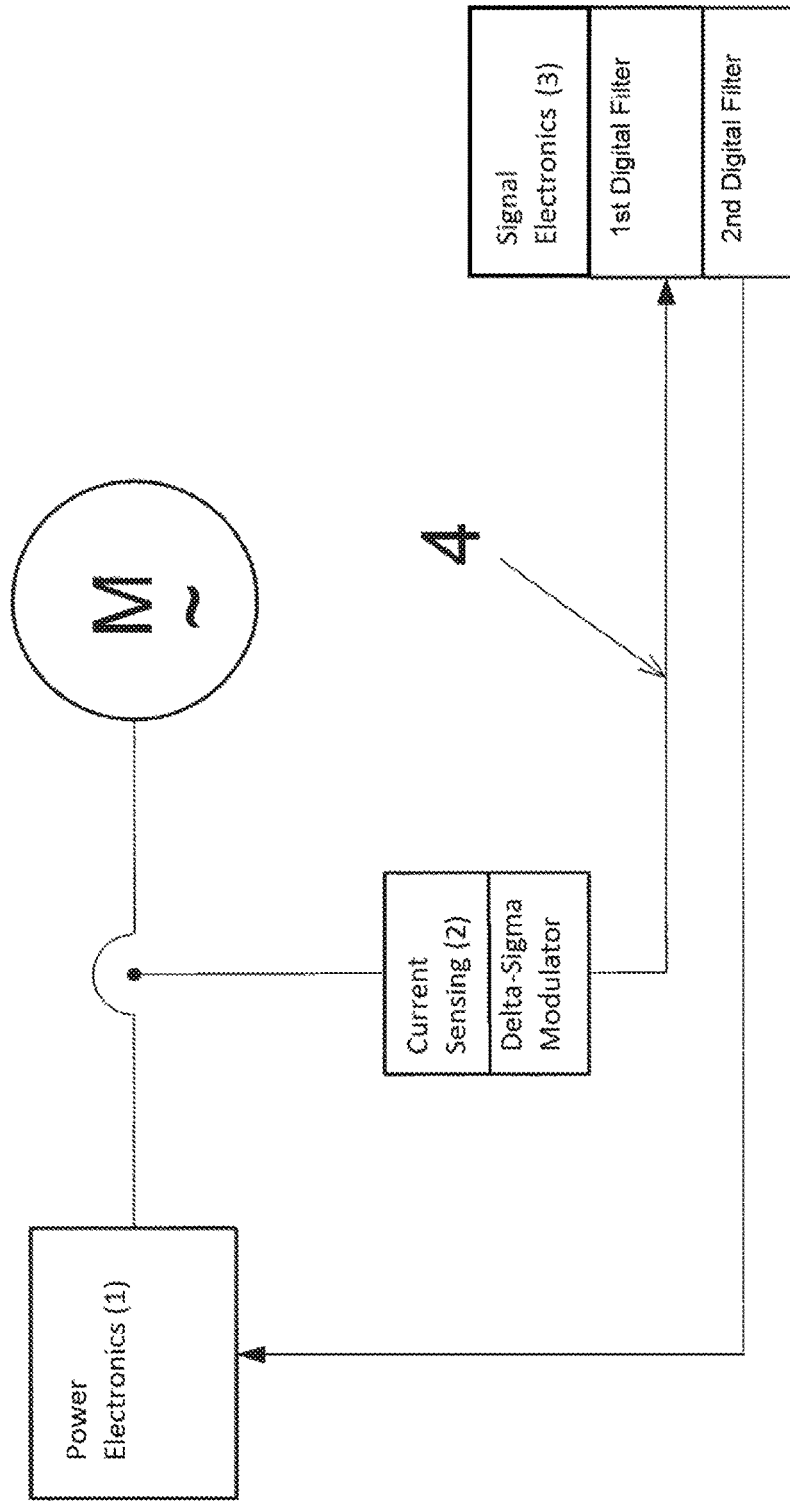 Power
Electronics (1)
M
~
Current
Sensing (2)
Delta-Sigma
Modulator
4
Signal
Electronics (3)
1st Digital Filter
2nd Digital Filter